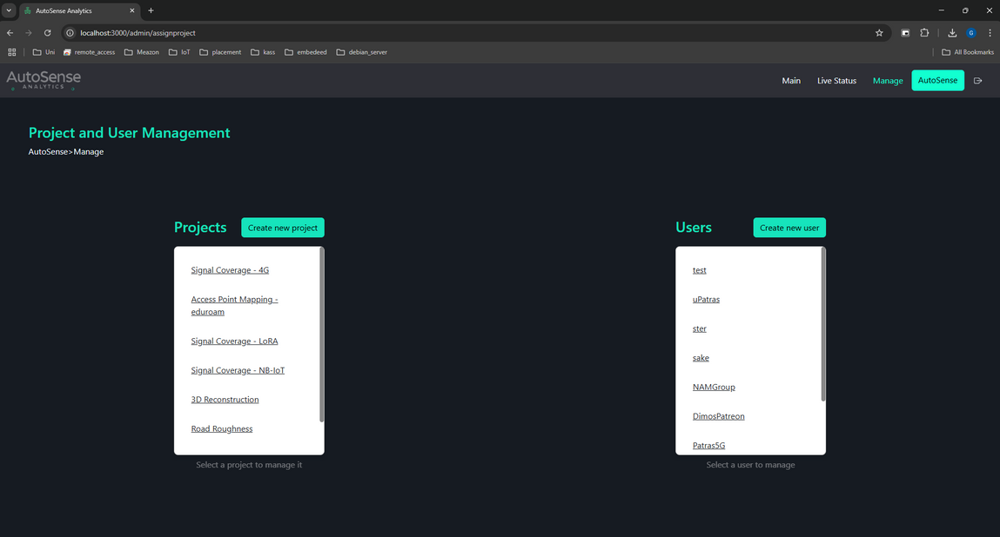 AutoSense Analytics
localhost:3000/admin/assignproject
G
Uni remote_access Meazon IoT placement kass embedeed debian_server All Bookmarks
AutoSense
ANALYTICS
Main Live Status Manage AutoSense
Project and User Management
AutoSense>Manage
Projects Create new project
Signal Coverage - 4G
Access Point Mapping -
eduroam
Signal Coverage - LoRA
Signal Coverage - NB-IoT
3D Reconstruction
Road Roughness
Select a project to manage it
Users Create new user
test
uPatras
ster
sake
NAMGroup
DimosPatreon
Patras5G
Select a user to manage